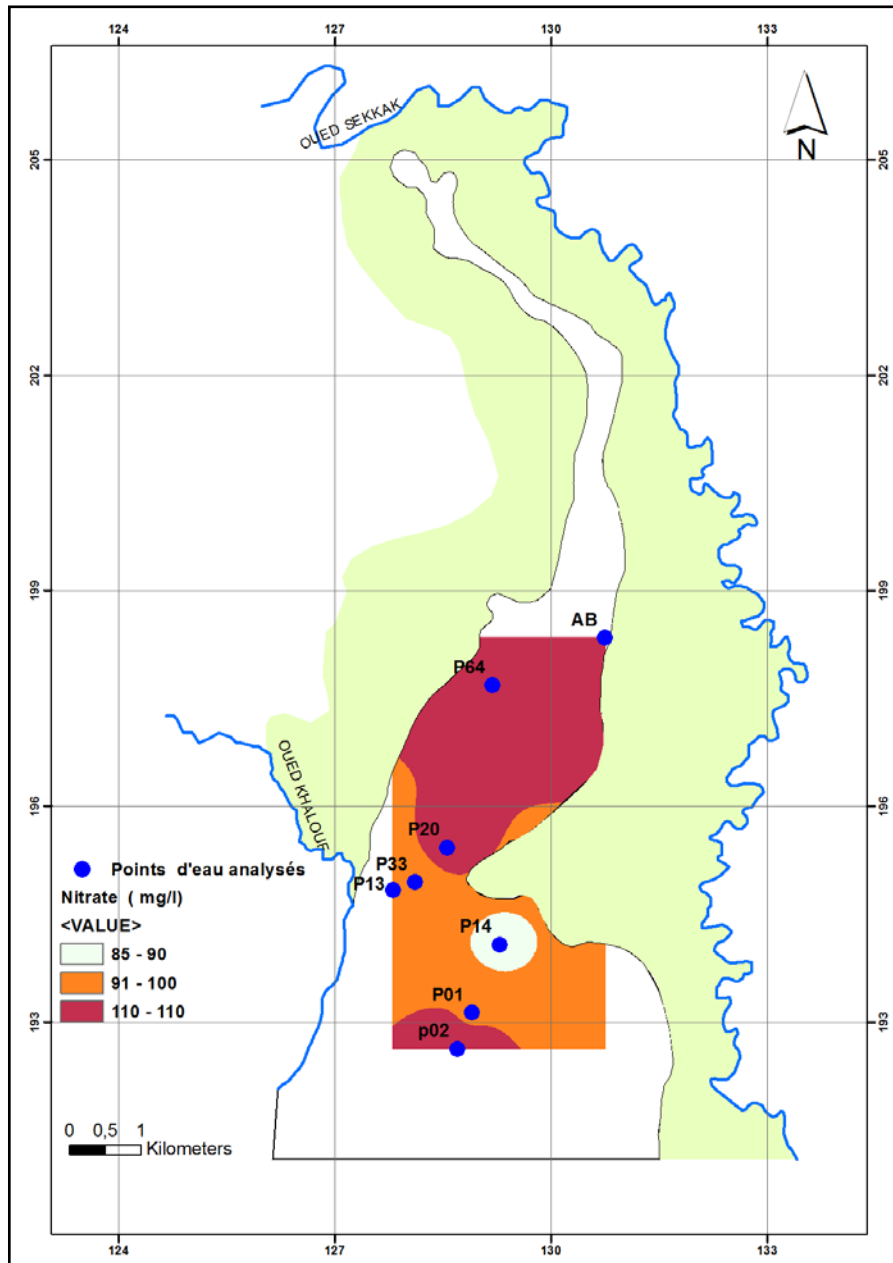 124 127 130 133
OUED SEKKAK
N
205 205
202 202
199 199
AB
P64
OUED KHALOUF
196 196
P20
P33
P13
Points d'eau analysés
Nitrate ( mg/l)
<VALUE>
P14
85 - 90
91 - 100
P01
110 - 110
193 193
p02
0 0,5 1
Kilometers
124 127 130 133